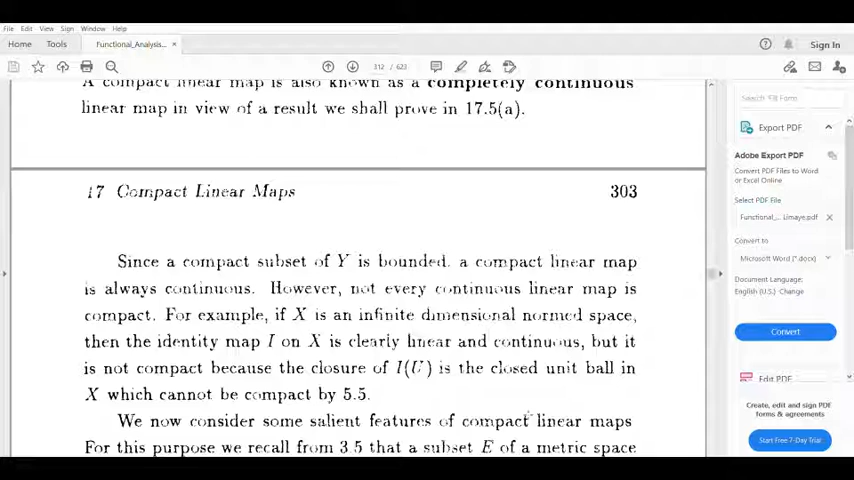 File Edit View Sign Window Help
Home Tools Functional_Analysis... × Sign In
312 / 623
A compact linear map is also known as a completely continuous
linear map in view of a result we shall prove in 17.5(a).
17 Compact Linear Maps 303
Since a compact subset of Y is bounded, a compact linear map
is always continuous. However, not every continuous linear map is
compact. For example, if X is an infinite dimensional normed space,
then the identity map I on X is clearly linear and continuous, but it
is not compact because the closure of I(U) is the closed unit ball in
X which cannot be compact by 5.5.
We now consider some salient features of compact linear maps
For this purpose we recall from 3.5 that a subset E of a metric space
Export PDF
Adobe Export PDF
Convert PDF Files to Word
or Excel Online
Select PDF File
Functional_... Limaye.pdf ×
Convert to
Microsoft Word (*.docx)
Document Language:
English (U.S.) Change
Convert
Edit PDF
Create, edit and sign PDF
forms & agreements
Start Free 7-Day Trial